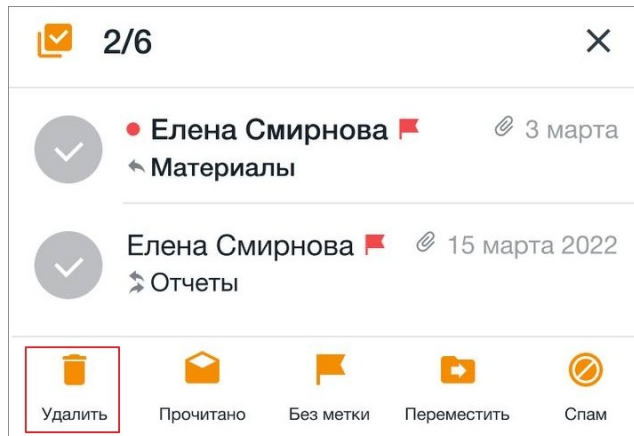 2/6
Елена Смирнова 3 марта
Материалы
Елена Смирнова 15 марта 2022
Отчеты
Удалить Прочитано Без метки Переместить Спам